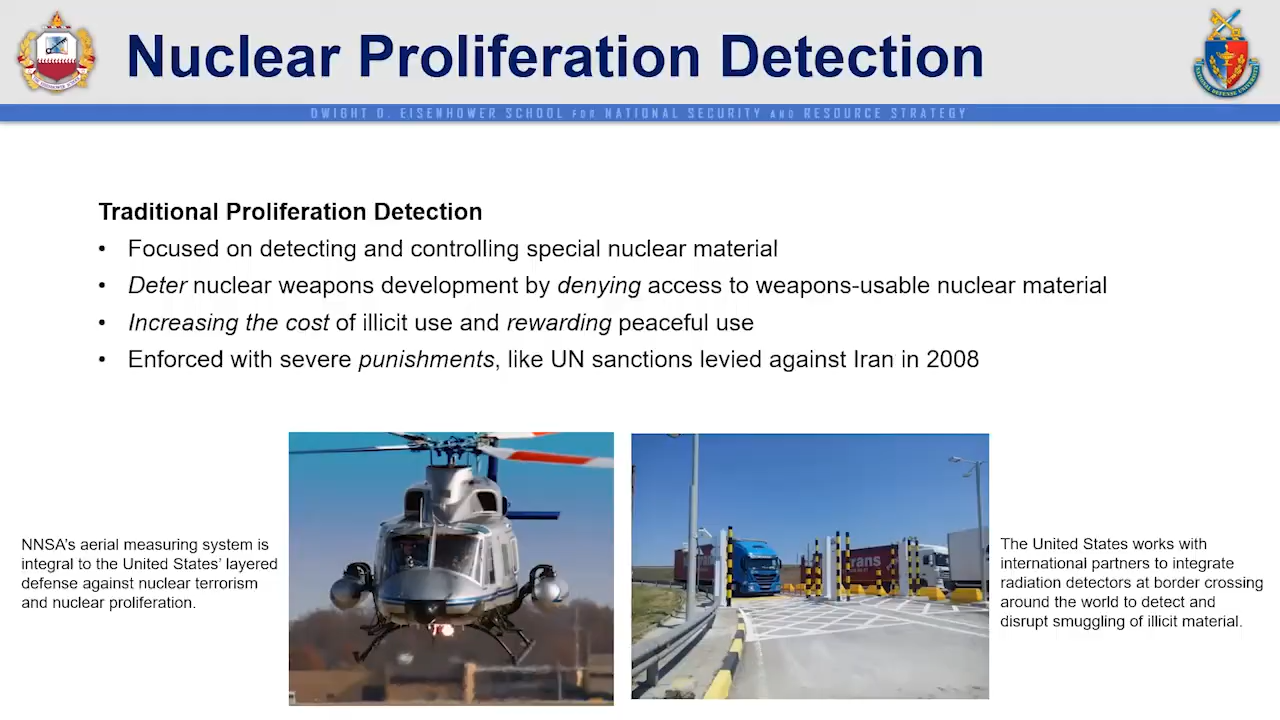 Nuclear Proliferation Detection
DWIGHT D. EISENHOWER SCHOOL FOR NATIONAL SECURITY AND RESOURCE STRATEGY
Traditional Proliferation Detection
• Focused on detecting and controlling special nuclear material
• Deter nuclear weapons development by denying access to weapons-usable nuclear material
• Increasing the cost of illicit use and rewarding peaceful use
• Enforced with severe punishments, like UN sanctions levied against Iran in 2008
NNSA's aerial measuring system is
integral to the United States' layered
defense against nuclear terrorism
and nuclear proliferation.
rans
The United States works with
international partners to integrate
radiation detectors at border crossing
around the world to detect and
disrupt smuggling of illicit material.
NATIONAL DEFENSE UNIVERSITY